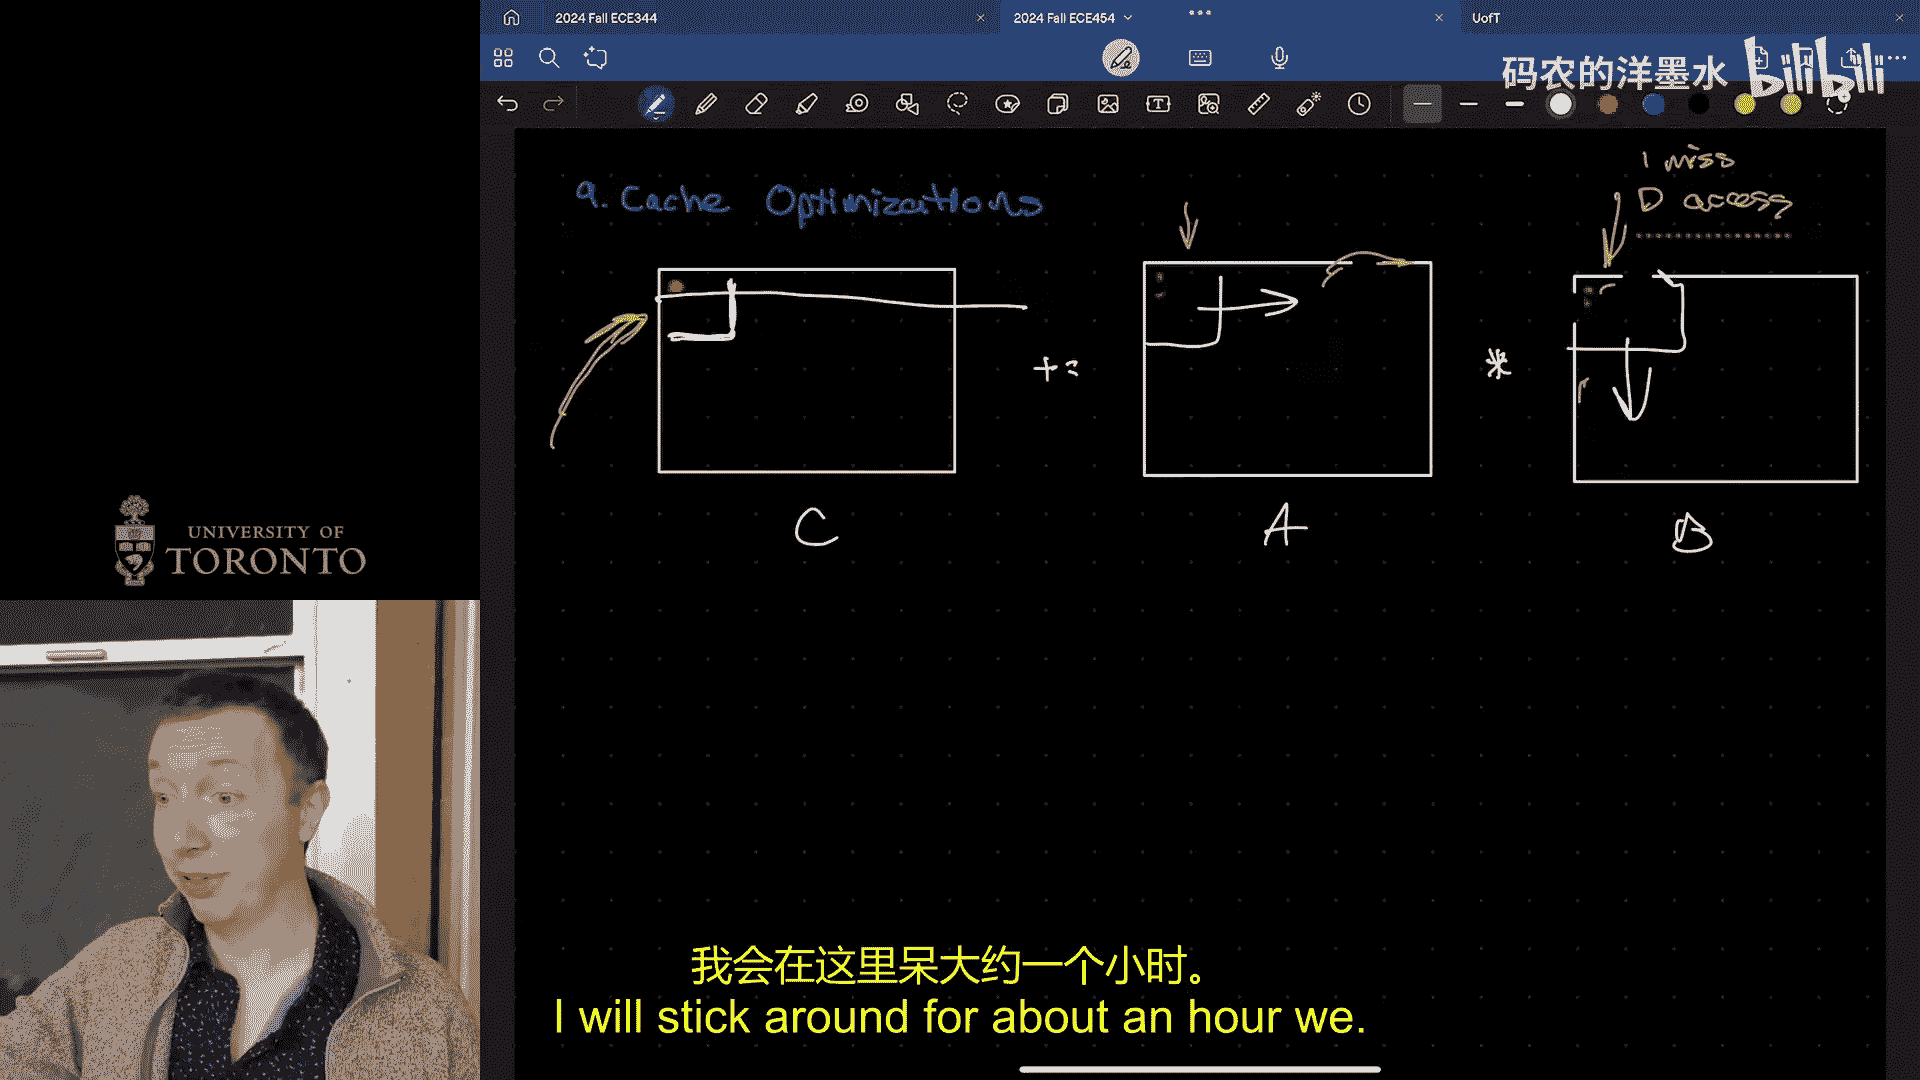 2024 Fall ECE344
2024 Fall ECE454
UofT
码农的洋墨水 bilibili
1 miss
D access
9. Cache Optimizations
+=
*
C
A
B
UNIVERSITY OF
TORONTO
我会在这里呆大约一个小时。
I will stick around for about an hour we.